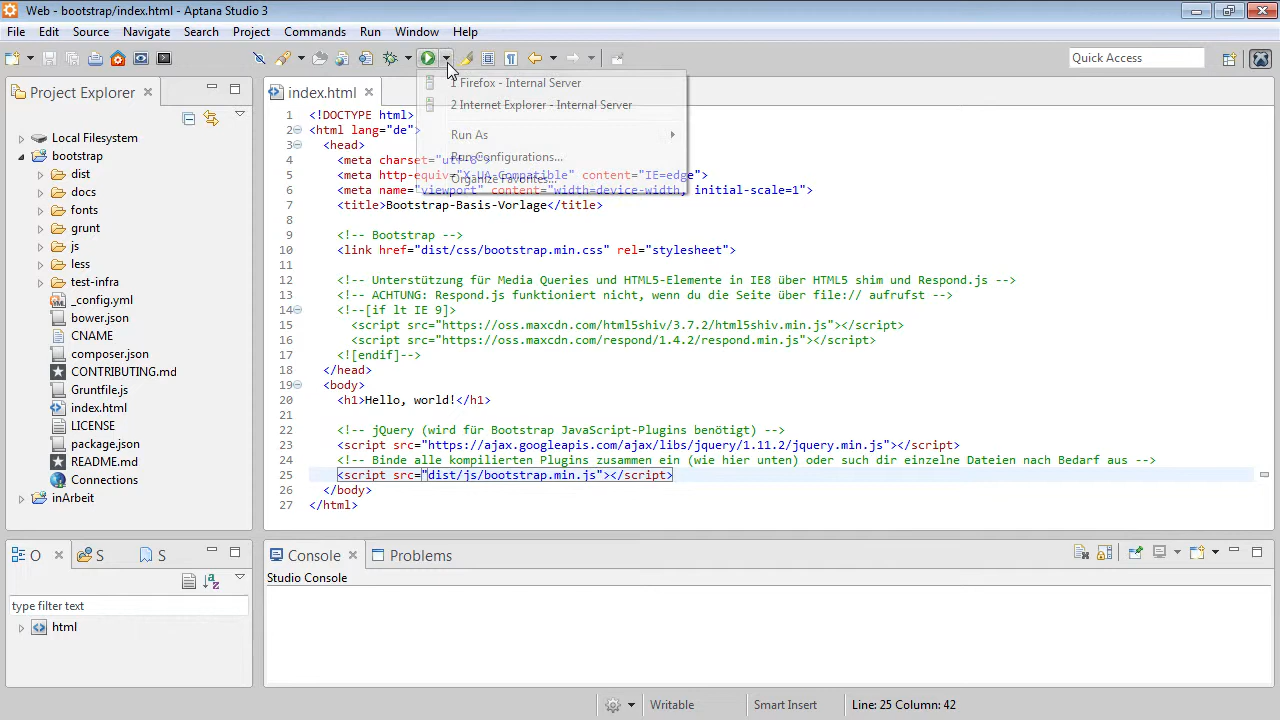 Web - bootstrap/index.html - Aptana Studio 3
File Edit Source Navigate Search Project Commands Run Window Help
Quick Access
Project Explorer
Local Filesystem
bootstrap
dist
docs
fonts
grunt
js
less
test-infra
_config.yml
bower.json
CNAME
composer.json
CONTRIBUTING.md
Gruntfile.js
index.html
LICENSE
package.json
README.md
Connections
inArbeit
index.html
1 Firefox - Internal Server
2 Internet Explorer - Internal Server
Run As
Run Configurations...
Organize Favorites...
1 <!DOCTYPE html>
2 <html lang="de">
3 <head>
4 <meta charset="utf-8">
5 <meta http-equiv="X-UA-Compatible" content="IE=edge">
6 <meta name="viewport" content="width=device-width, initial-scale=1">
7 <title>Bootstrap-Basis-Vorlage</title>
8
9 <!-- Bootstrap -->
10 <link href="dist/css/bootstrap.min.css" rel="stylesheet">
11
12 <!-- Unterstützung für Media Queries und HTML5-Elemente in IE8 über HTML5 shim und Respond.js -->
13 <!-- ACHTUNG: Respond.js funktioniert nicht, wenn du die Seite über file:// aufrufst -->
14 <!--[if lt IE 9]>
15 <script src="https://oss.maxcdn.com/html5shiv/3.7.2/html5shiv.min.js"></script>
16 <script src="https://oss.maxcdn.com/respond/1.4.2/respond.min.js"></script>
17 <![endif]-->
18 </head>
19 <body>
20 <h1>Hello, world!</h1>
21
22 <!-- jQuery (wird für Bootstrap JavaScript-Plugins benötigt) -->
23 <script src="https://ajax.googleapis.com/ajax/libs/jquery/1.11.2/jquery.min.js"></script>
24 <!-- Binde alle kompilierten Plugins zusammen ein (wie hier unten) oder such dir einzelne Dateien nach Bedarf aus -->
25 <script src="dist/js/bootstrap.min.js"></script>
26 </body>
27 </html>
O S S
type filter text
html
Console Problems
Studio Console
Writable Smart Insert Line: 25 Column: 42